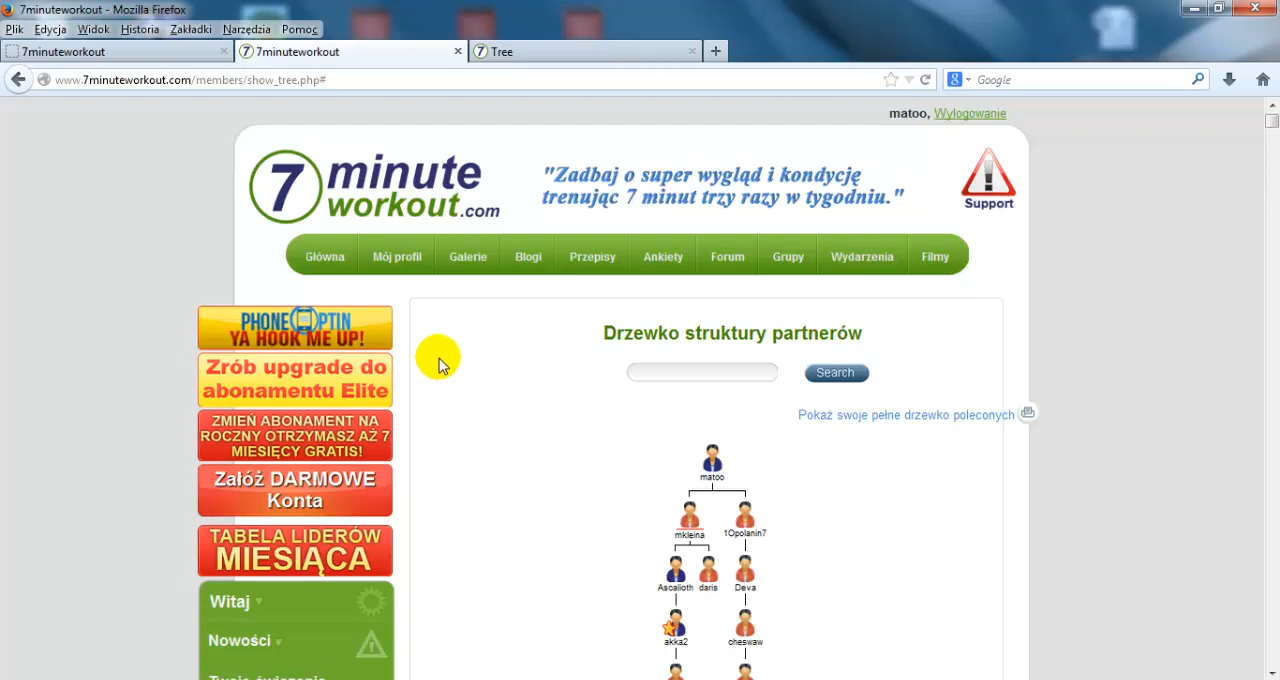 7minuteworkout - Mozilla Firefox
Plik Edycja Widok Historia Zakładki Narzędzia Pomoc
7minuteworkout 7minuteworkout Tree
www.7minuteworkout.com/members/show_tree.php# Google
matoo, Wylogowanie
7 minute
workout.com
"Zadbaj o super wygląd i kondycję
trenując 7 minut trzy razy w tygodniu."
Support
Główna Mój profil Galerie Blogi Przepisy Ankiety Forum Grupy Wydarzenia Filmy
PHONE OPTIN
YA HOOK ME UP!
Zrób upgrade do
abonamentu Elite
ZMIEŃ ABONAMENT NA
ROCZNY OTRZYMASZ AŻ 7
MIESIĘCY GRATIS!
Załóż DARMOWE
Konta
TABELA LIDERÓW
MIESIĄCA
Witaj
Nowości
Twoje ćwiczenia
Drzewko struktury partnerów
Search
Pokaż swoje pełne drzewko poleconych
matoo
mkleina 1Opolanin7
Ascalioth daris Deva
akka2 cheswaw